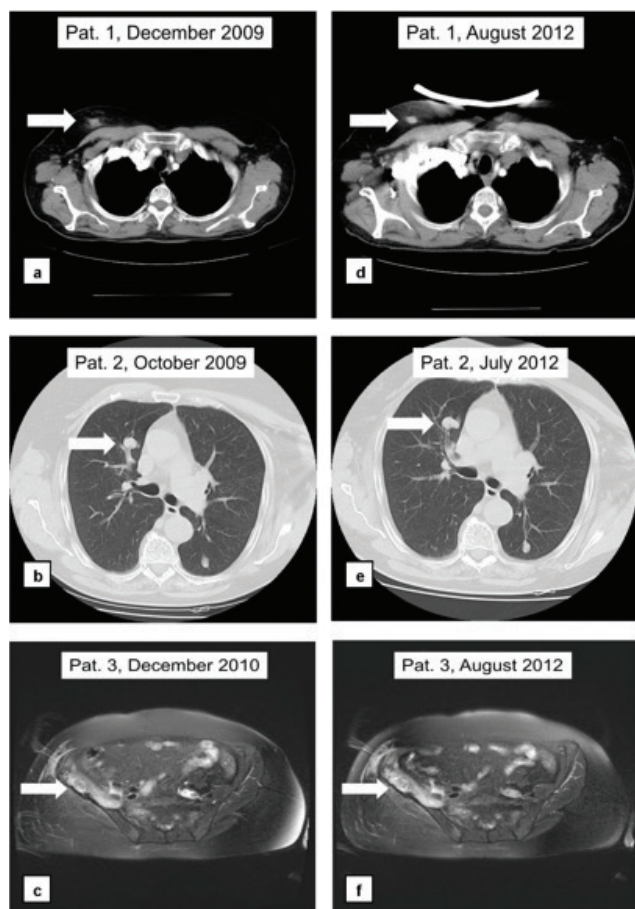 Pat. 1, December 2009
Pat. 1, August 2012
a
d
Pat. 2, October 2009
Pat. 2, July 2012
b
e
Pat. 3, December 2010
Pat. 3, August 2012
c
f